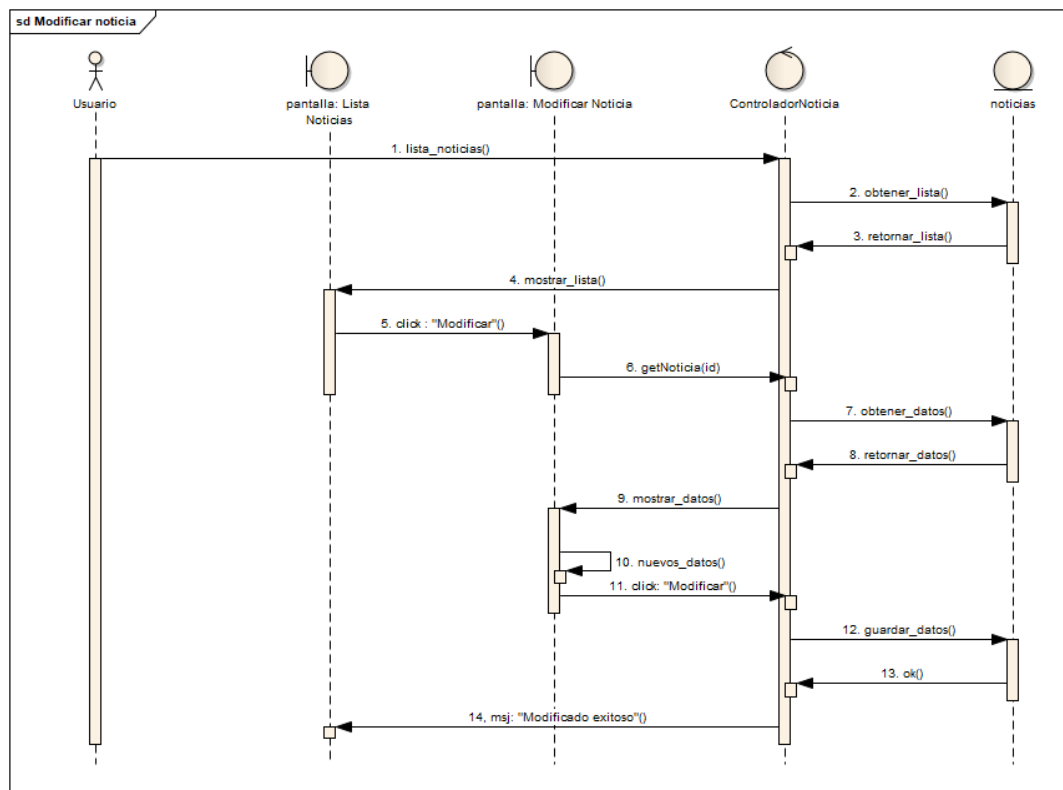 sd Modificar noticia
Usuario
pantalla: Lista
Noticias
pantalla: Modificar Noticia
ControladorNoticia
noticias
1. lista_noticias()
2. obtener_lista()
3. retornar_lista()
4. mostrar_lista()
5. click : "Modificar"()
6. getNoticia(id)
7. obtener_datos()
8. retornar_datos()
9. mostrar_datos()
10. nuevos_datos()
11. click: "Modificar"()
12. guardar_datos()
13. ok()
14, msj: "Modificado exitoso"()